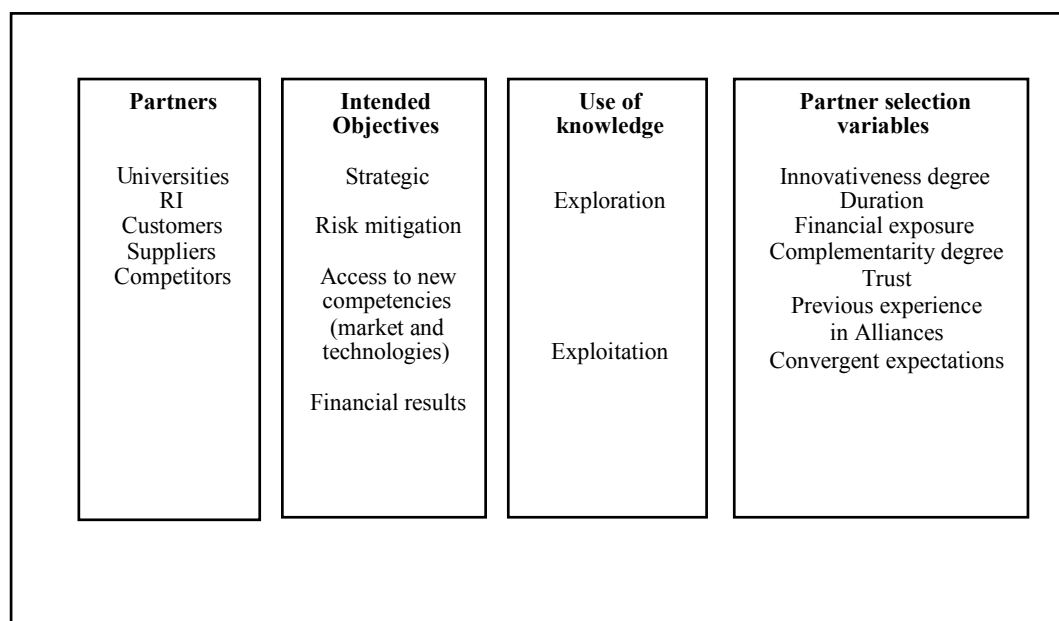 Partners
Universities
RI
Customers
Suppliers
Competitors
Intended
Objectives
Strategic
Risk mitigation
Access to new
competencies
(market and
technologies)
Financial results
Use of
knowledge
Exploration
Exploitation
Partner selection
variables
Innovativeness degree
Duration
Financial exposure
Complementarity degree
Trust
Previous experience
in Alliances
Convergent expectations